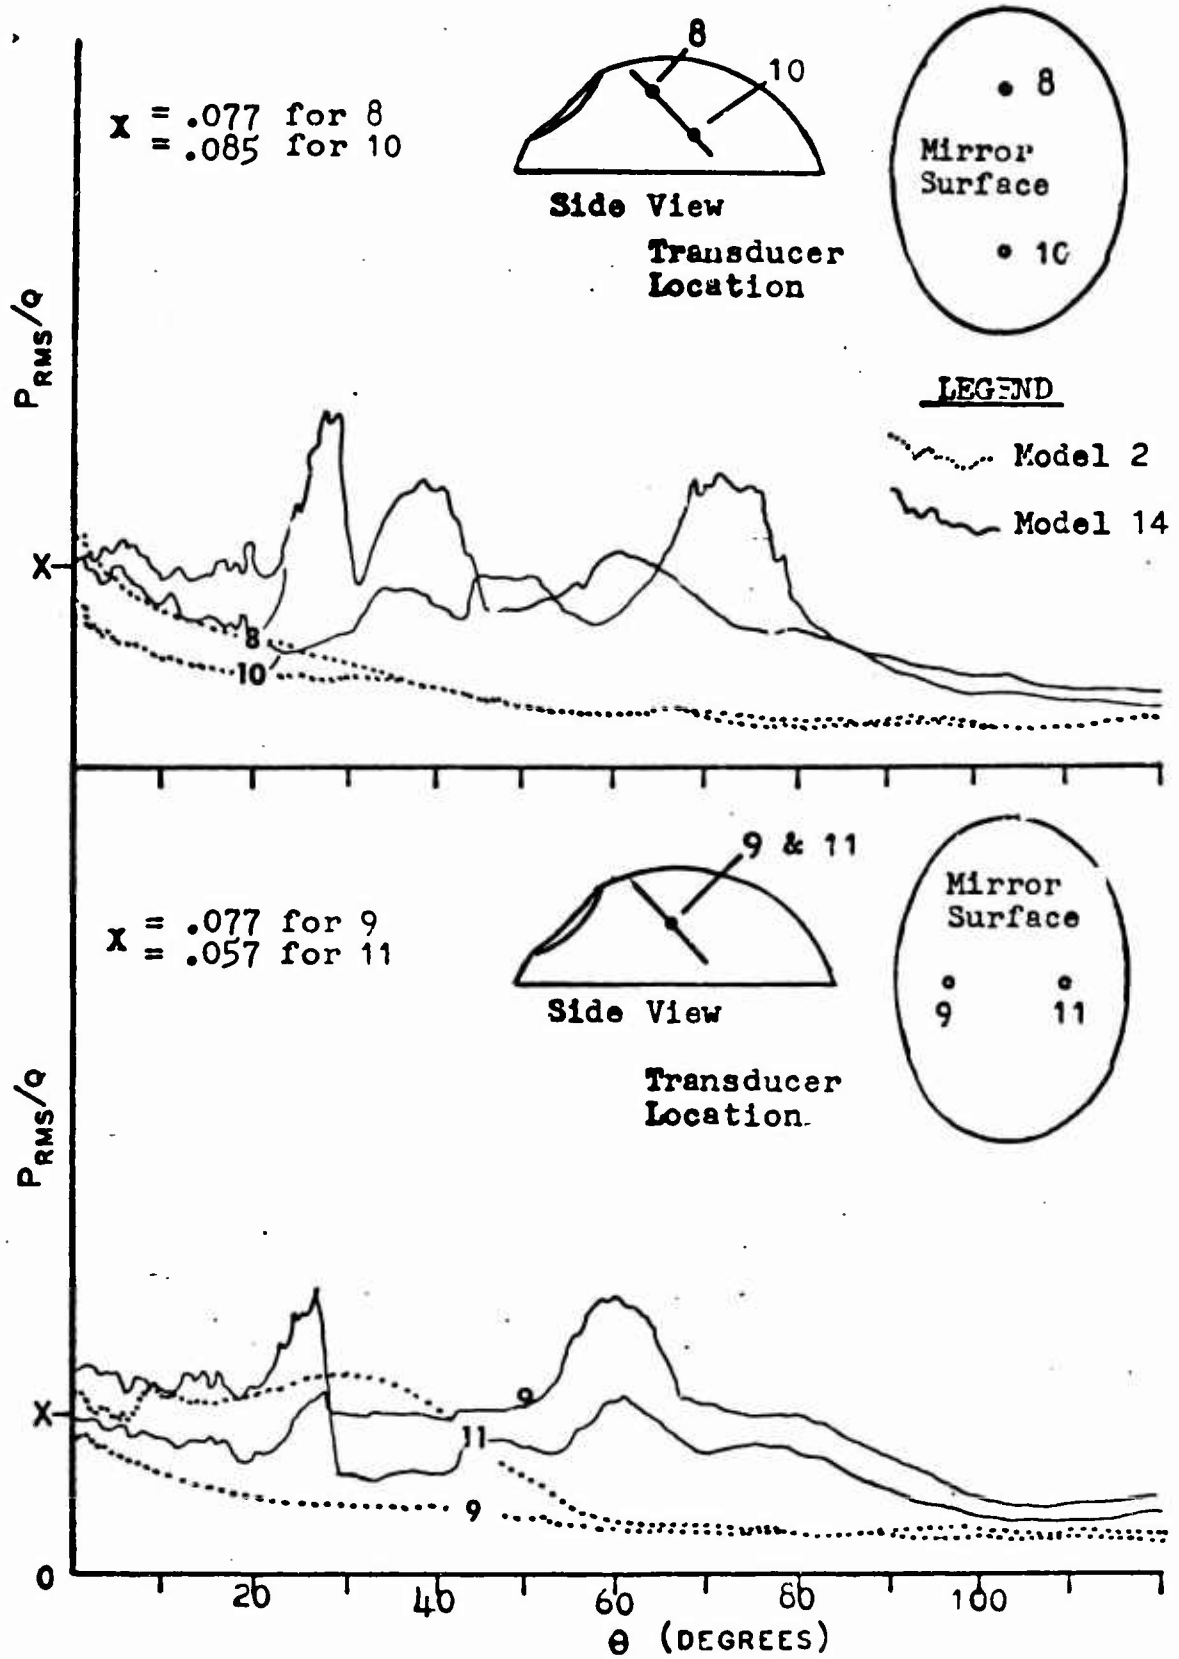 8
10
X = .077 for 8
= .085 for 10
8
Mirror
Surface
10
Side View
Transducer
Location
LEGEND
Model 2
Model 14
PRMS/Q
X
8
10
9 & 11
X = .077 for 9
= .057 for 11
Mirror
Surface
9 11
Side View
Transducer
Location
PRMS/Q
X
9
11
9
0
20 40 60 80 100
θ (DEGREES)